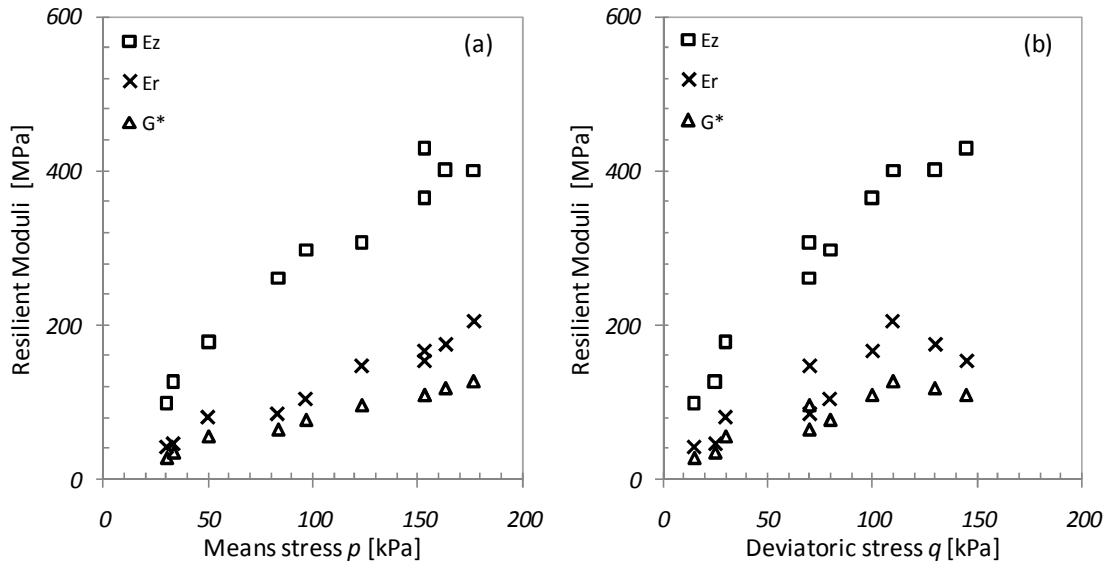 600
400
200
0
Resilient Moduli [MPa]
(a)
Ez
Er
G*
0
50
100
150
200
Means stress p [kPa]
600
400
200
0
Resilient Moduli [MPa]
(b)
Ez
Er
G*
0
50
100
150
200
Deviatoric stress q [kPa]